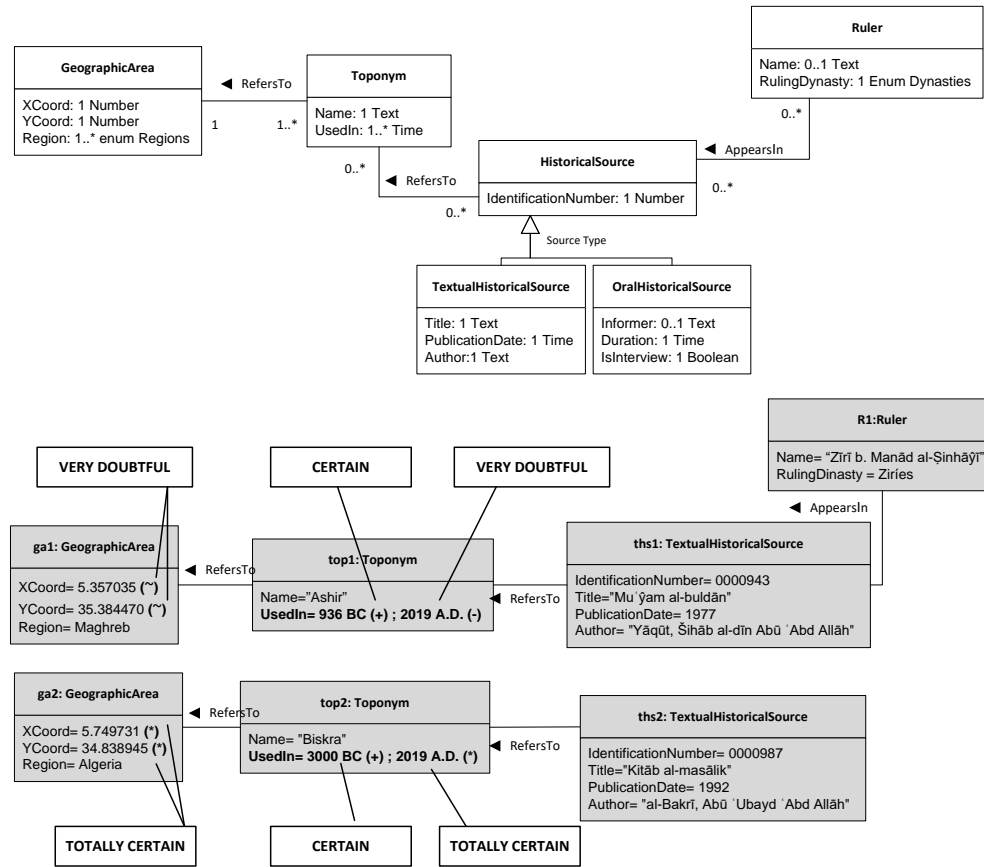 Ruler
Name: 0..1 Text
RulingDynasty: 1 Enum Dynasties
GeographicArea
XCoord: 1 Number
YCoord: 1 Number
Region: 1..* enum Regions
◄ RefersTo
1
1..*
Toponym
Name: 1 Text
UsedIn: 1..* Time
0..*
◄ RefersTo
0..*
HistoricalSource
IdentificationNumber: 1 Number
0..*
◄ AppearsIn
0..*
Source Type
TextualHistoricalSource
Title: 1 Text
PublicationDate: 1 Time
Author:1 Text
OralHistoricalSource
Informer: 0..1 Text
Duration: 1 Time
IsInterview: 1 Boolean
R1:Ruler
Name= “Zīrī b. Manād al-Ṣinhāŷī”
RulingDinasty = Ziríes
◄ AppearsIn
VERY DOUBTFUL
CERTAIN
VERY DOUBTFUL
ga1: GeographicArea
XCoord= 5.357035 (~)
YCoord= 35.384470 (~)
Region= Maghreb
◄ RefersTo
top1: Toponym
Name="Ashir"
UsedIn= 936 BC (+) ; 2019 A.D. (-)
◄ RefersTo
ths1: TextualHistoricalSource
IdentificationNumber= 0000943
Title="Muʿŷam al-buldān"
PublicationDate= 1977
Author= "Yāqūt, Šihāb al-dīn Abū ʿAbd Allāh"
ga2: GeographicArea
XCoord= 5.749731 (*)
YCoord= 34.838945 (*)
Region= Algeria
◄ RefersTo
top2: Toponym
Name= "Biskra"
UsedIn= 3000 BC (+) ; 2019 A.D. (*)
◄ RefersTo
ths2: TextualHistoricalSource
IdentificationNumber= 0000987
Title="Kitāb al-masālik"
PublicationDate= 1992
Author= "al-Bakrī, Abū ʿUbayd ʿAbd Allāh"
TOTALLY CERTAIN
CERTAIN
TOTALLY CERTAIN